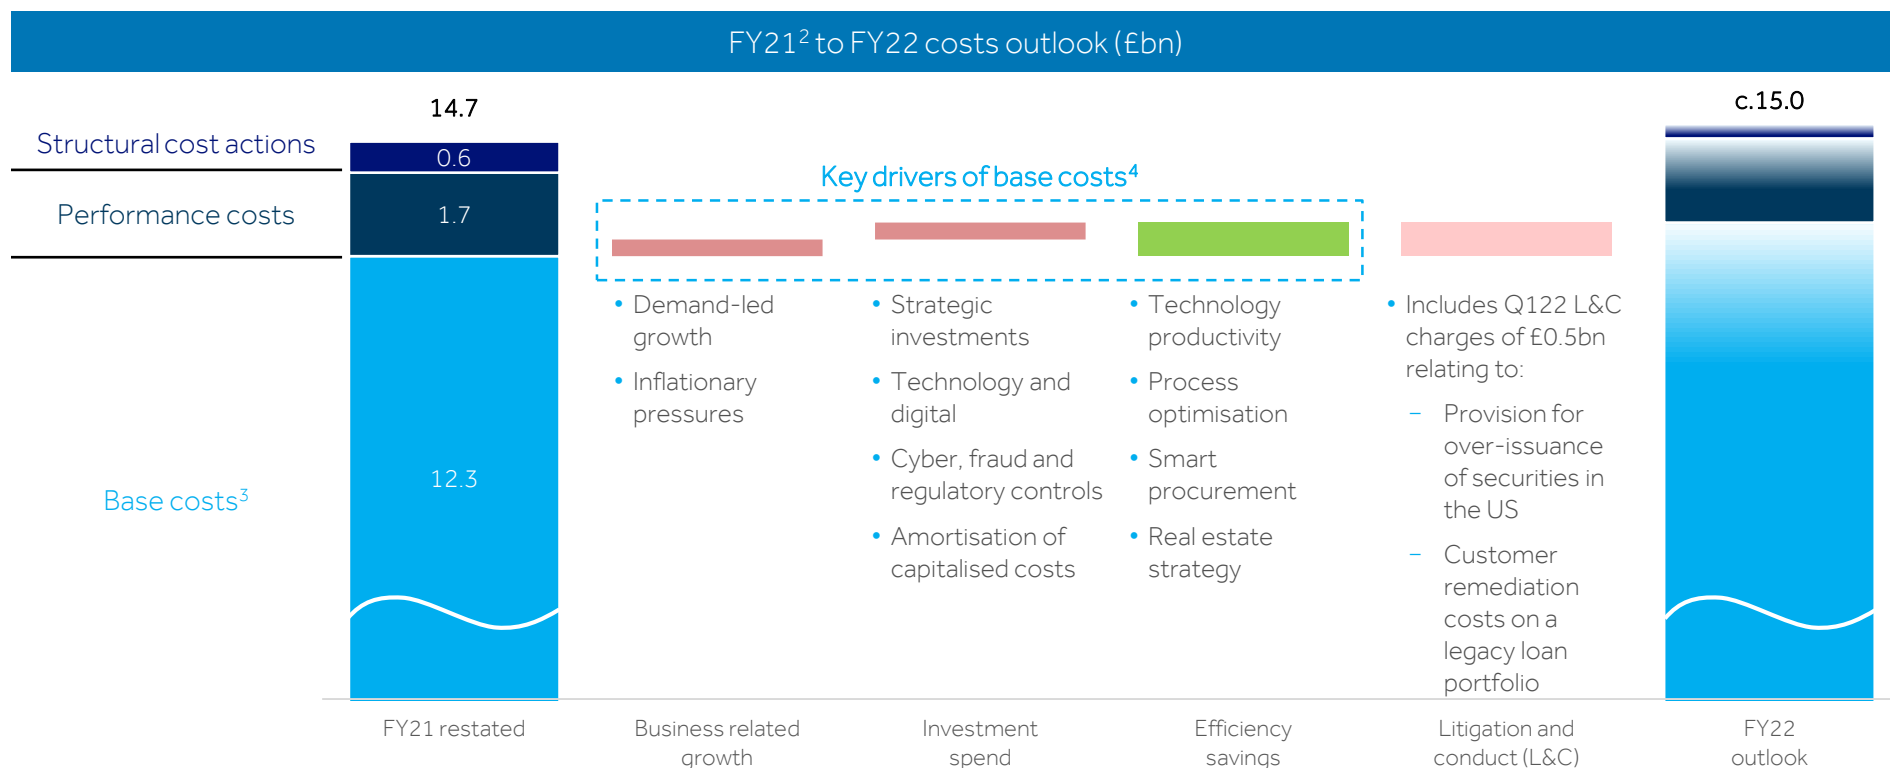 FY21² to FY22 costs outlook (£bn)
14.7
c.15.0
Structural cost actions
0.6
Key drivers of base costs⁴
Performance costs
1.7
Base costs³
12.3
• Demand-led
growth
• Inflationary
pressures
• Strategic
investments
• Technology and
digital
• Cyber, fraud and
regulatory controls
• Amortisation of
capitalised costs
• Technology
productivity
• Process
optimisation
• Smart
procurement
• Real estate
strategy
• Includes Q122 L&C
charges of £0.5bn
relating to:
– Provision for
over-issuance
of securities in
the US
– Customer
remediation
costs on a
legacy loan
portfolio
FY21 restated
Business related
growth
Investment
spend
Efficiency
savings
Litigation and
conduct (L&C)
FY22
outlook